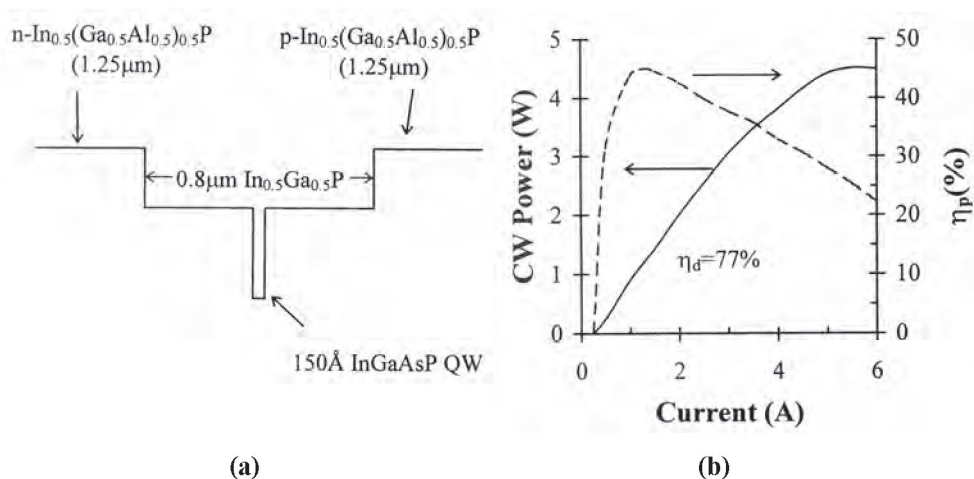 n-In0.5(Ga0.5Al0.5)0.5P
(1.25μm)
p-In0.5(Ga0.5Al0.5)0.5P
(1.25μm)
0.8μm In0.5Ga0.5P
150Å InGaAsP QW
(a)
CW Power (W)
5
4
3
2
1
0
ηd=77%
50
40
30
20
10
0
ηp(%)
0
2
4
6
Current (A)
(b)